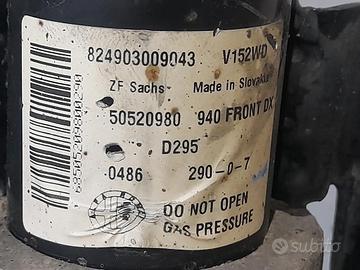 824903009043 V152WD
ZF Sachs Made in Slovakia
50520980 940 FRONT DX
D295
0486 290-0-7
DO NOT OPEN
GAS PRESSURE
subito